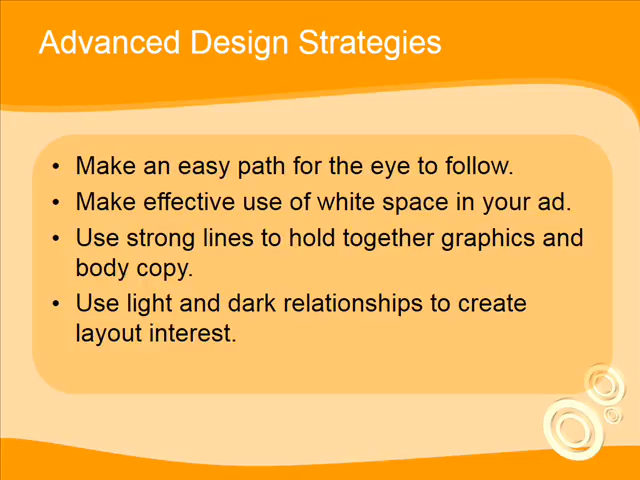 Advanced Design Strategies
• Make an easy path for the eye to follow.
• Make effective use of white space in your ad.
• Use strong lines to hold together graphics and
body copy.
• Use light and dark relationships to create
layout interest.